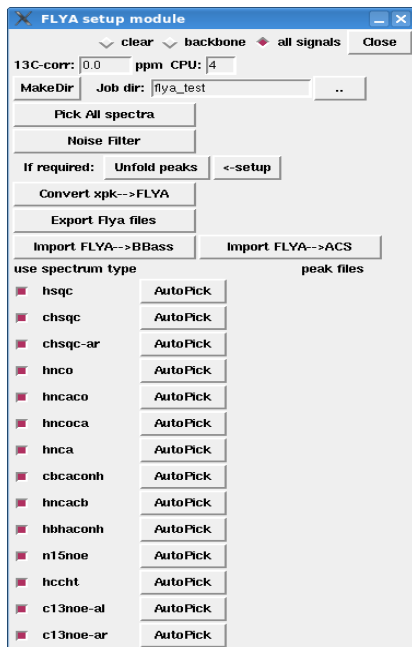 FLYA setup module
clear backbone all signals Close
13C-corr: 0.0 ppm CPU: 4
MakeDir Job dir: flya_test ..
Pick All spectra
Noise Filter
If required: Unfold peaks <-setup
Convert xpk-->FLYA
Export Flya files
Import FLYA-->BBass Import FLYA-->ACS
use spectrum type peak files
hsqc AutoPick
chsqc AutoPick
chsqc-ar AutoPick
hnco AutoPick
hncaco AutoPick
hncoca AutoPick
hnca AutoPick
cbcaconh AutoPick
hncacb AutoPick
hbhaconh AutoPick
n15noe AutoPick
hccht AutoPick
c13noe-al AutoPick
c13noe-ar AutoPick